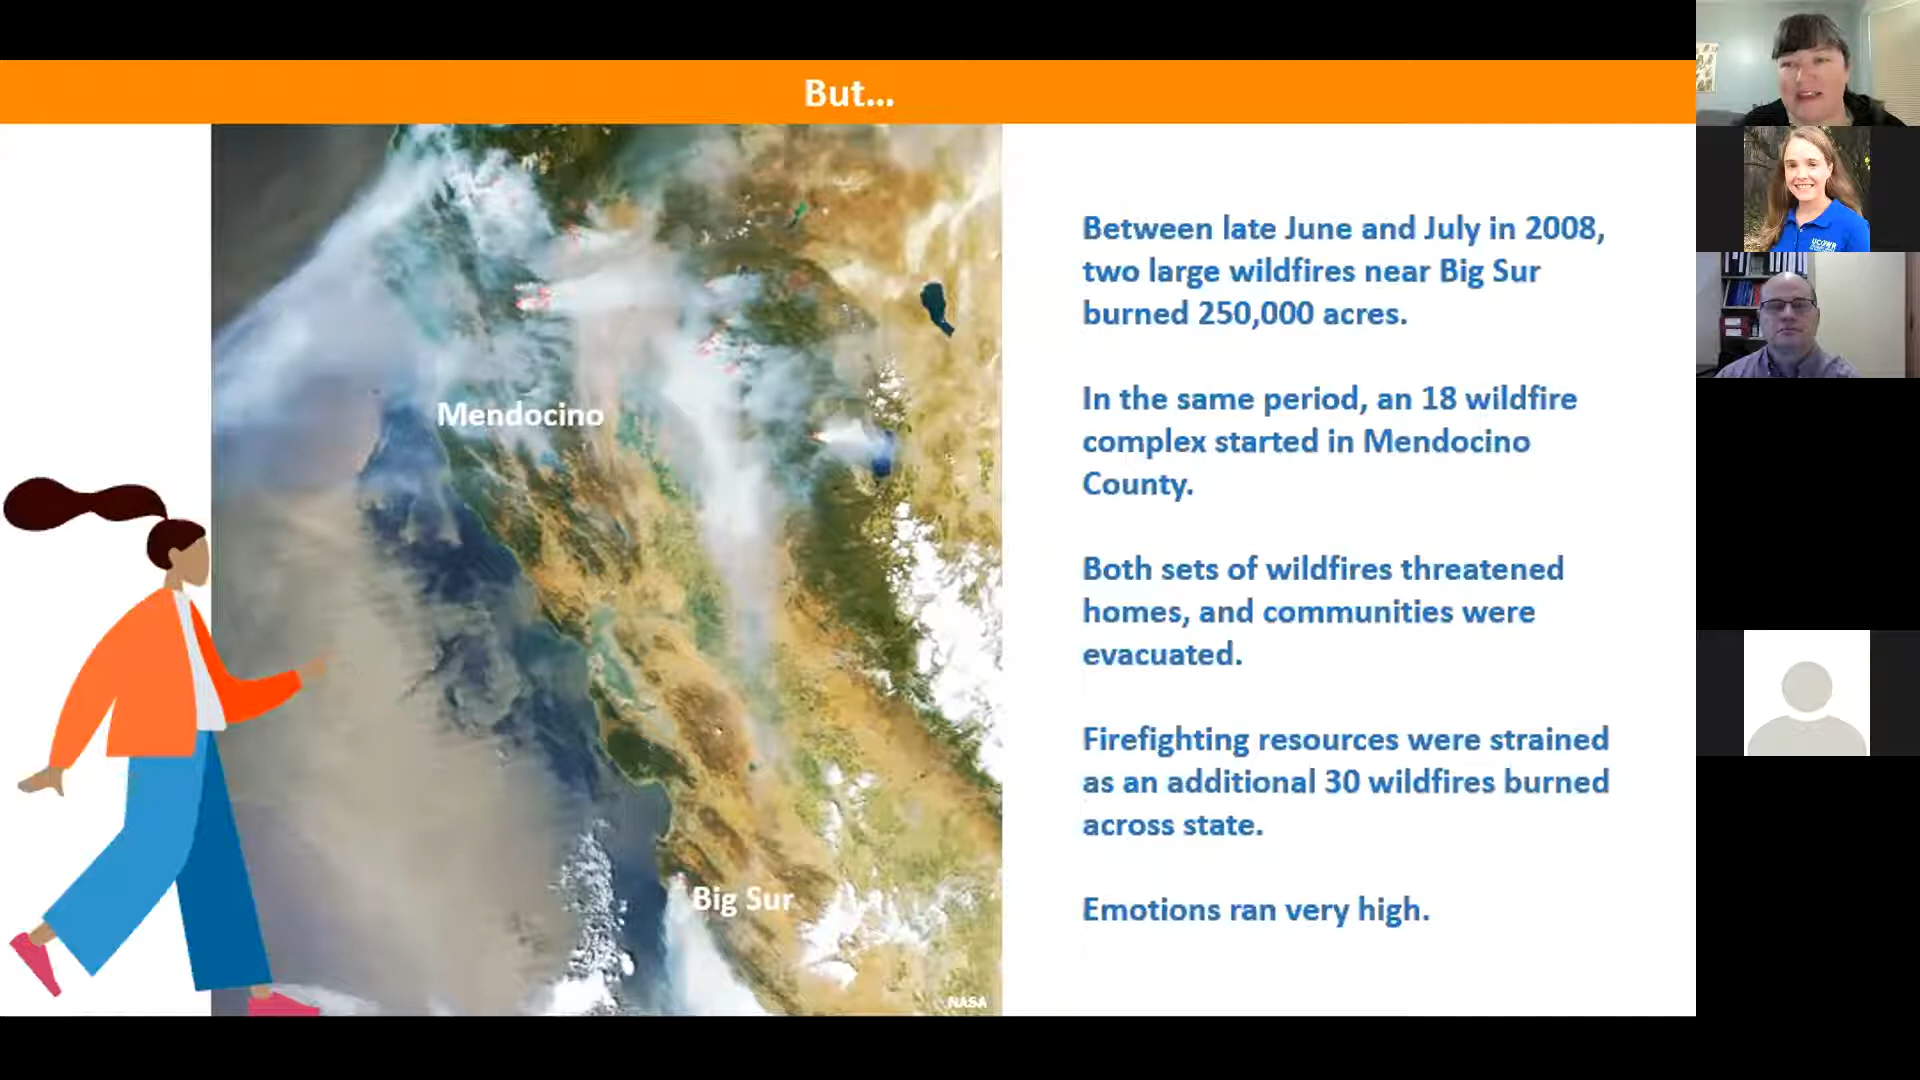 But...
Between late June and July in 2008,
two large wildfires near Big Sur
burned 250,000 acres.
In the same period, an 18 wildfire
complex started in Mendocino
County.
Both sets of wildfires threatened
homes, and communities were
evacuated.
Firefighting resources were strained
as an additional 30 wildfires burned
across state.
Emotions ran very high.
Mendocino
Big Sur
NASA
UCOWR